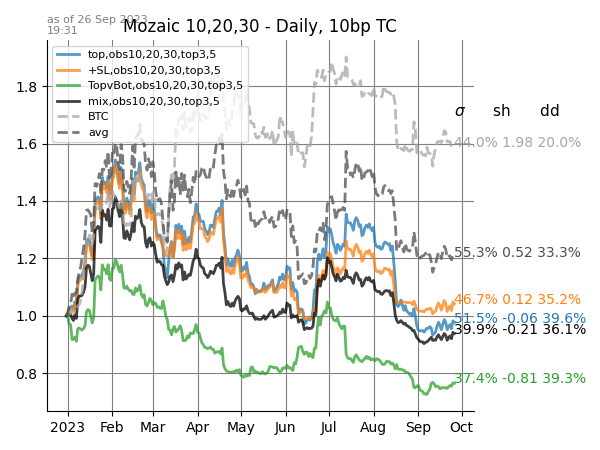 as of 26 Sep 2023
19:31
Mozaic 10,20,30 - Daily, 10bp TC
top,obs10,20,30,top3,5
+SL,obs10,20,30,top3,5
TopvBot,obs10,20,30,top3,5
mix,obs10,20,30,top3,5
BTC
avg
σ sh dd
44.0% 1.98 20.0%
55.3% 0.52 33.3%
46.7% 0.12 35.2%
51.5% -0.06 39.6%
39.9% -0.21 36.1%
37.4% -0.81 39.3%
1.8
1.6
1.4
1.2
1.0
0.8
2023 Feb Mar Apr May Jun Jul Aug Sep Oct